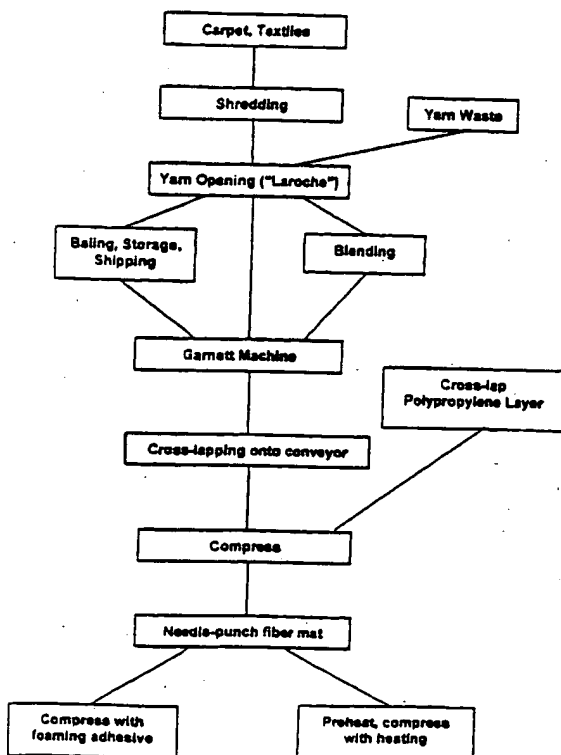 Carpet, Textiles
Shredding
Yarn Waste
Yarn Opening ("Laroche")
Baling, Storage,
Shipping
Blending
Garnett Machine
Cross-lap
Polypropylene Layer
Cross-lapping onto conveyor
Compress
Needle-punch fiber mat
Compress with
foaming adhesive
Preheat, compress
with heating